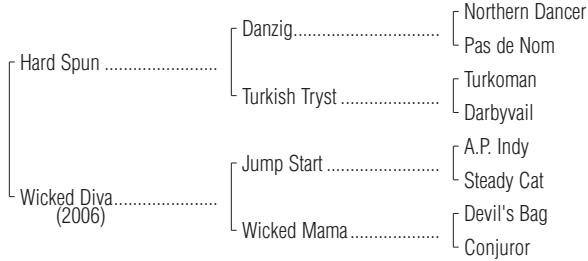 Northern Dancer
Danzig..................................
Pas de Nom
Hard Spun .........................
Turkoman
Turkish Tryst ......................
Darbyvail
A.P. Indy
Jump Start .........................
Steady Cat
Wicked Diva.......................
(2006)
Devil's Bag
Wicked Mama....................
Conjuror